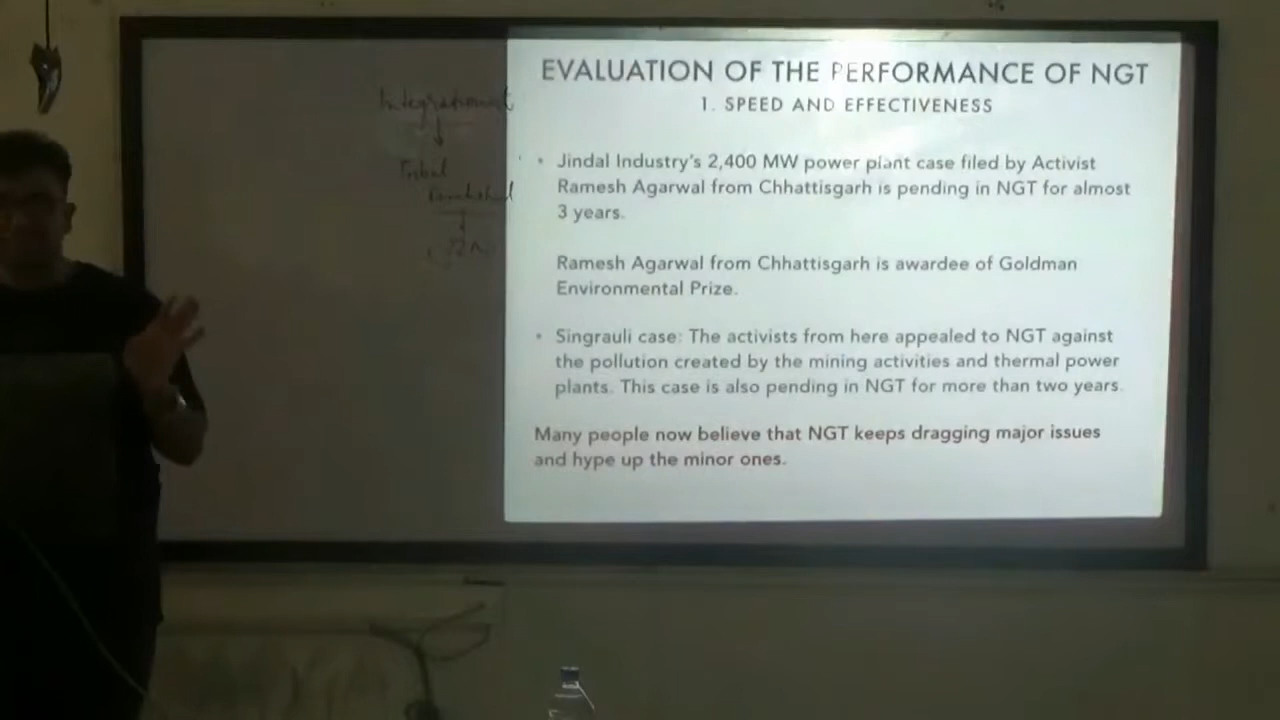 EVALUATION OF THE PERFORMANCE OF NGT
1. SPEED AND EFFECTIVENESS
• Jindal Industry's 2,400 MW power plant case filed by Activist
Ramesh Agarwal from Chhattisgarh is pending in NGT for almost
3 years.
Ramesh Agarwal from Chhattisgarh is awardee of Goldman
Environmental Prize.
• Singrauli case: The activists from here appealed to NGT against
the pollution created by the mining activities and thermal power
plants. This case is also pending in NGT for more than two years.
Many people now believe that NGT keeps dragging major issues
and hype up the minor ones.
Tribal